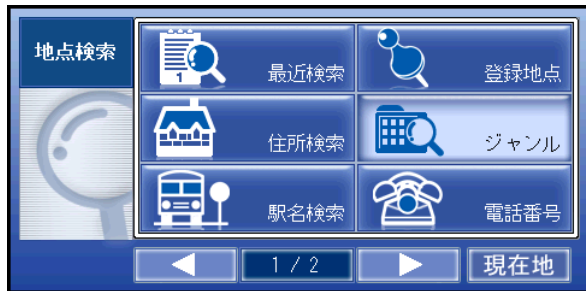 地点検索
最近検索
登録地点
住所検索
ジャンル
駅名検索
電話番号
1 / 2
現在地